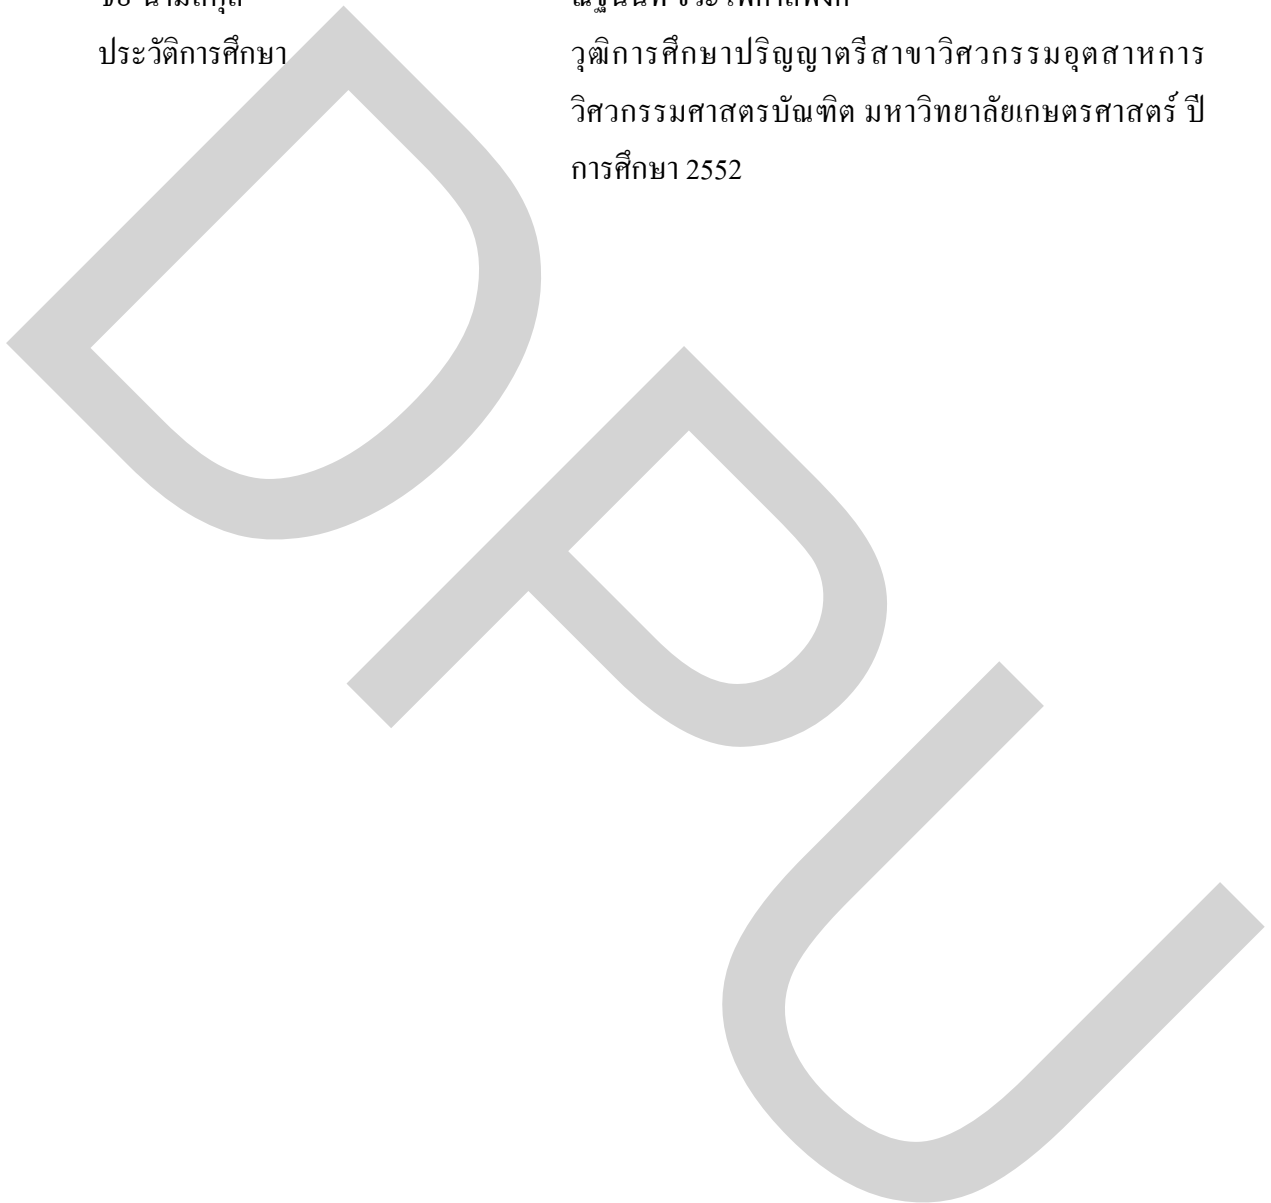 ประวัติการศึกษา วุฒิการศึกษาปริญญาตรีสาขาวิศวกรรมอุตสาหการ
วิศวกรรมศาสตรบัณฑิต มหาวิทยาลัยเกษตรศาสตร์ ปี
การศึกษา 2552
DPU